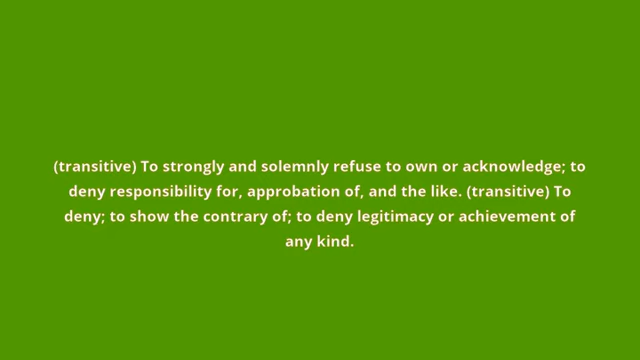 (transitive) To strongly and solemnly refuse to own or acknowledge; to
deny responsibility for, approbation of, and the like. (transitive) To
deny; to show the contrary of; to deny legitimacy or achievement of
any kind.